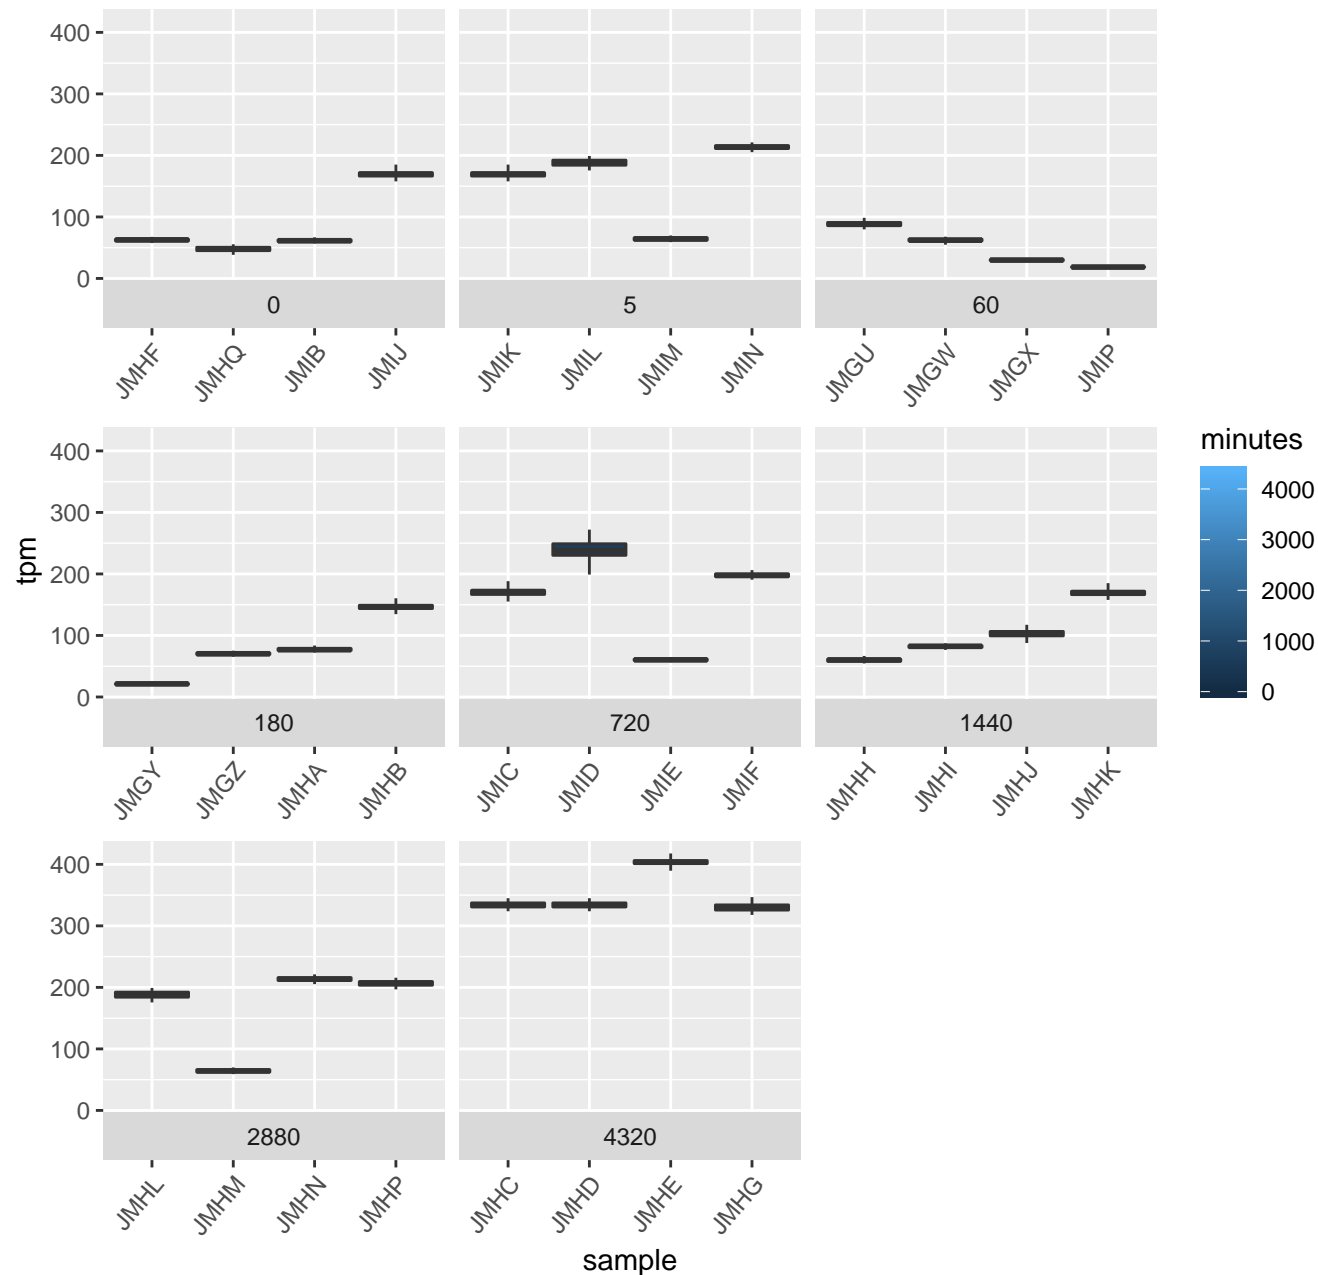 400
300
200
100
0
0
5
60
JMHF
JMHQ
JMIB
JMIJ
JMIK
JMIL
JMIM
JMIN
JMGU
JMGW
JMGX
JMIP
tpm
400
300
200
100
0
180
720
1440
JMGY
JMGZ
JMHA
JMHB
JMIC
JMID
JMIE
JMIF
JMHH
JMHI
JMHJ
JMHK
400
300
200
100
0
2880
4320
JMHL
JMHM
JMHN
JMHP
JMHC
JMHD
JMHE
JMHG
sample
minutes
4000
3000
2000
1000
0